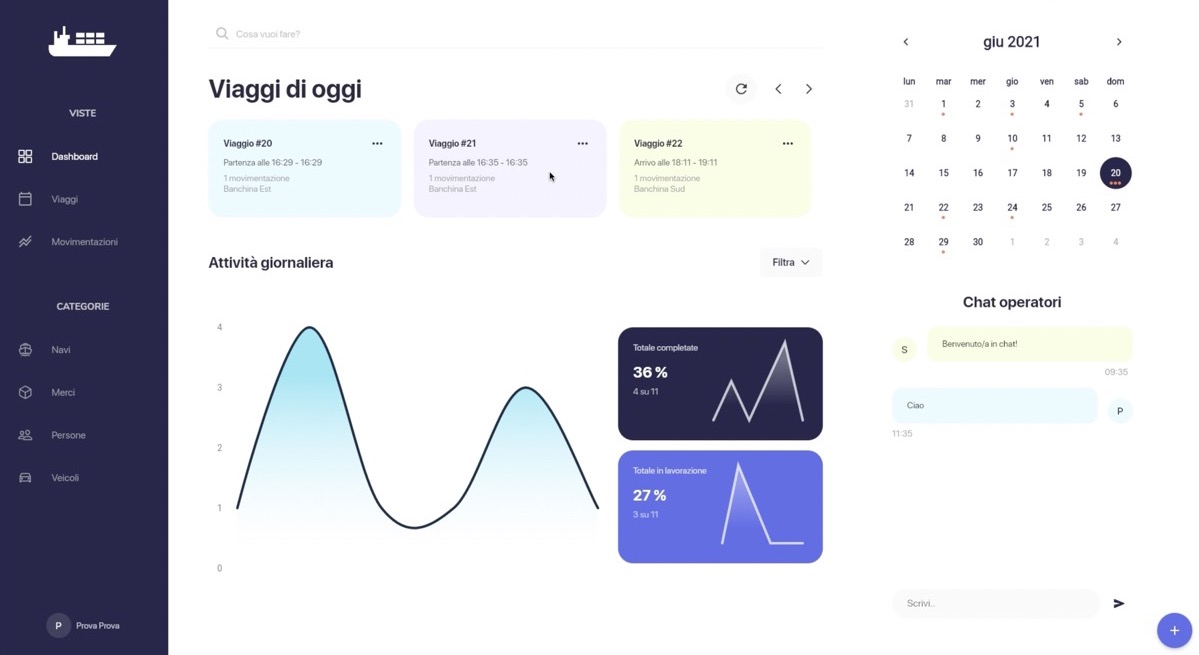 VISTE
Dashboard
Viaggi
Movimentazioni
CATEGORIE
Navi
Merci
Persone
Veicoli
P
Prova Prova
Cosa vuoi fare?
Viaggi di oggi
Viaggio #20
Partenza alle 16:29 - 16:29
1 movimentazione
Banchina Est
Viaggio #21
Partenza alle 16:35 - 16:35
1 movimentazione
Banchina Est
Viaggio #22
Arrivo alle 18:11 - 19:11
1 movimentazione
Banchina Sud
Attività giornaliera
Filtra
4
3
2
1
0
Totale completate
36 %
4 su 11
Totale in lavorazione
27 %
3 su 11
giu 2021
lun mar mer gio ven sab dom
31 1 2 3 4 5 6
7 8 9 10 11 12 13
14 15 16 17 18 19 20
21 22 23 24 25 26 27
28 29 30 1 2 3 4
Chat operatori
S
Benvenuto/a in chat!
09:35
Ciao
P
11:35
Scrivi..